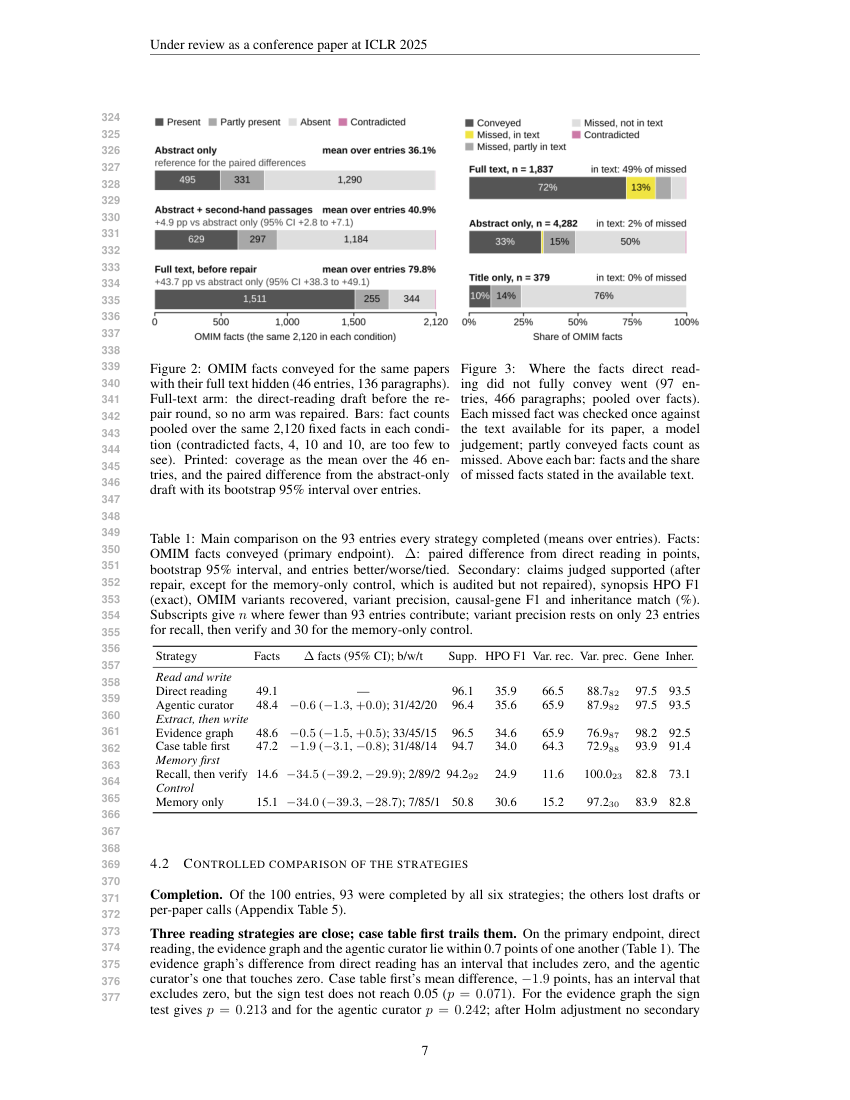 Under review as a conference paper at ICLR 2025
324
325
326
327
328
329
330
331
332
333
334
335
336
337
338
339
340
341
342
343
344
345
346
347
348
349
350
351
352
353
354
355
356
357
358
359
360
361
362
363
364
365
366
367
368
369
370
371
372
373
374
375
376
377
Present Partly present Absent Contradicted
Abstract only mean over entries 36.1%
reference for the paired differences
495 331 1,290
Abstract + second-hand passages mean over entries 40.9%
+4.9 pp vs abstract only (95% CI +2.8 to +7.1)
629 297 1,184
Full text, before repair mean over entries 79.8%
+43.7 pp vs abstract only (95% CI +38.3 to +49.1)
1,511 255 344
0 500 1,000 1,500 2,120
OMIM facts (the same 2,120 in each condition)
Conveyed Missed, not in text
Missed, in text Contradicted
Missed, partly in text
Full text, n = 1,837 in text: 49% of missed
72% 13%
Abstract only, n = 4,282 in text: 2% of missed
33% 15% 50%
Title only, n = 379 in text: 0% of missed
10% 14% 76%
0% 25% 50% 75% 100%
Share of OMIM facts
Figure 2: OMIM facts conveyed for the same papers
with their full text hidden (46 entries, 136 paragraphs).
Full-text arm: the direct-reading draft before the re-
pair round, so no arm was repaired. Bars: fact counts
pooled over the same 2,120 fixed facts in each condi-
tion (contradicted facts, 4, 10 and 10, are too few to
see). Printed: coverage as the mean over the 46 en-
tries, and the paired difference from the abstract-only
draft with its bootstrap 95% interval over entries.
Figure 3: Where the facts direct read-
ing did not fully convey went (97 en-
tries, 466 paragraphs; pooled over facts).
Each missed fact was checked once against
the text available for its paper, a model
judgement; partly conveyed facts count as
missed. Above each bar: facts and the share
of missed facts stated in the available text.
Table 1: Main comparison on the 93 entries every strategy completed (means over entries). Facts:
OMIM facts conveyed (primary endpoint). Δ: paired difference from direct reading in points,
bootstrap 95% interval, and entries better/worse/tied. Secondary: claims judged supported (after
repair, except for the memory-only control, which is audited but not repaired), synopsis HPO F1
(exact), OMIM variants recovered, variant precision, causal-gene F1 and inheritance match (%).
Subscripts give n where fewer than 93 entries contribute; variant precision rests on only 23 entries
for recall, then verify and 30 for the memory-only control.
Strategy Facts Δ facts (95% CI); b/w/t Supp. HPO F1 Var. rec. Var. prec. Gene Inher.
Read and write
Direct reading 49.1 — 96.1 35.9 66.5 88.7₈₂ 97.5 93.5
Agentic curator 48.4 −0.6 (−1.3, +0.0); 31/42/20 96.4 35.6 65.9 87.9₈₂ 97.5 93.5
Extract, then write
Evidence graph 48.6 −0.5 (−1.5, +0.5); 33/45/15 96.5 34.6 65.9 76.9₈₇ 98.2 92.5
Case table first 47.2 −1.9 (−3.1, −0.8); 31/48/14 94.7 34.0 64.3 72.9₈₈ 93.9 91.4
Memory first
Recall, then verify 14.6 −34.5 (−39.2, −29.9); 2/89/2 94.2₉₂ 24.9 11.6 100.0₂₃ 82.8 73.1
Control
Memory only 15.1 −34.0 (−39.3, −28.7); 7/85/1 50.8 30.6 15.2 97.2₃₀ 83.9 82.8
4.2 COMPARISON OF THE STRATEGIES
Completion. Of the 100 entries, 93 were completed by all six strategies; the others lost drafts or
per-paper calls (Appendix Table 5).
Three reading strategies are close; case table first trails them. On the primary endpoint, direct
reading, the evidence graph and the agentic curator lie within 0.7 points of one another (Table 1). The
evidence graph's difference from direct reading has an interval that includes zero, and the agentic
curator's one that touches zero. Case table first's mean difference, −1.9 points, has an interval that
excludes zero, but the sign test does not reach 0.05 (p = 0.071). For the evidence graph the sign
test gives p = 0.213 and for the agentic curator p = 0.242; after Holm adjustment no secondary
7